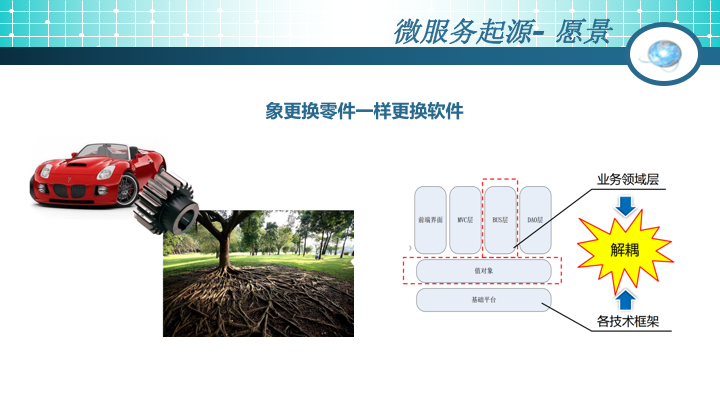 微服务起源- 愿景
象更换零件一样更换软件
业务领域层
前端界面
MVC层
BUS层
DAO层
解耦
值对象
基础平台
各技术框架